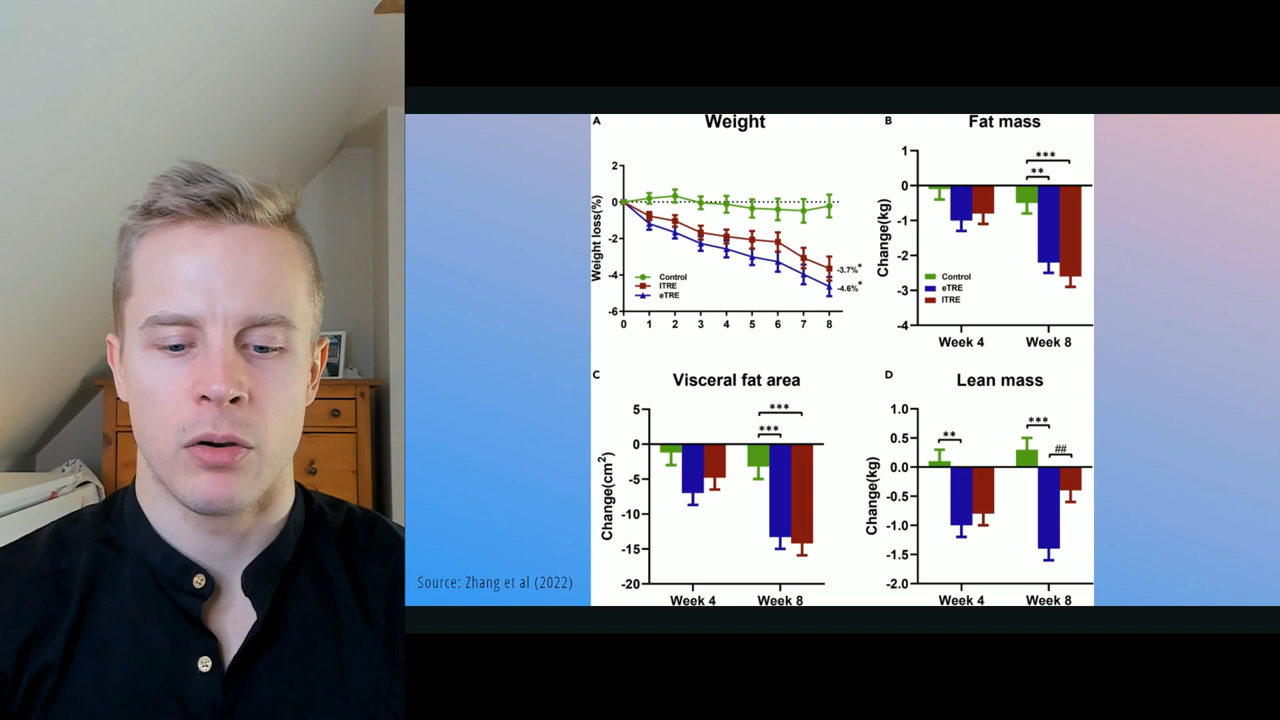 A
Weight
2
0
-2
-4
-6
Weight loss(%)
-3.7%*
-4.6%*
Control
lTRE
eTRE
0 1 2 3 4 5 6 7 8
B
Fat mass
1
0
-1
-2
-3
-4
Change(kg)
***
**
Control
eTRE
lTRE
Week 4 Week 8
C
Visceral fat area
5
0
-5
-10
-15
-20
Change(cm2)
***
***
Week 4 Week 8
D
Lean mass
1.0
0.5
0.0
-0.5
-1.0
-1.5
-2.0
Change(kg)
**
***
##
Week 4 Week 8
Source: Zhang et al (2022)